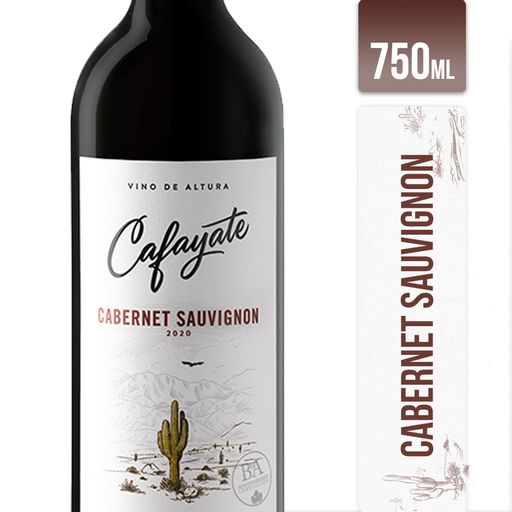 750ML
VINO DE ALTURA
Cafayate
CABERNET SAUVIGNON
2020
CABERNET SAUVIGNON